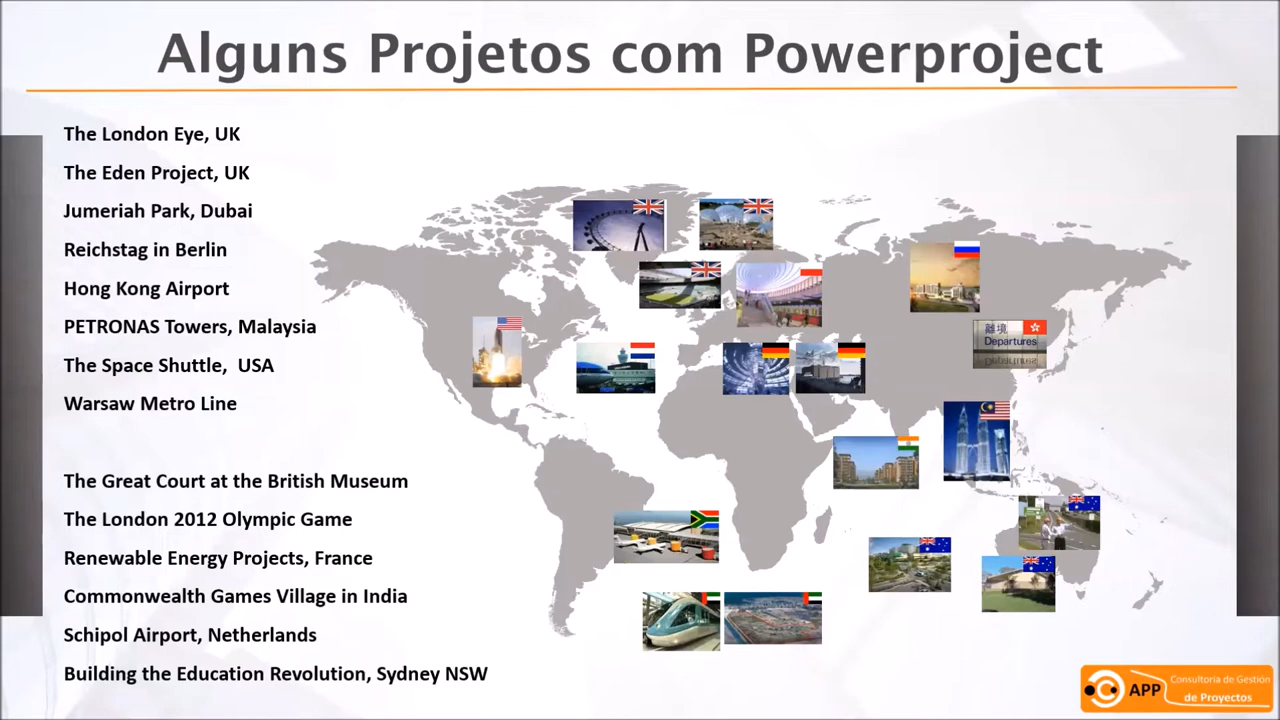 Alguns Projetos com Powerproject
The London Eye, UK
The Eden Project, UK
Jumeriah Park, Dubai
Reichstag in Berlin
Hong Kong Airport
PETRONAS Towers, Malaysia
The Space Shuttle,  USA
Warsaw Metro Line
The Great Court at the British Museum
The London 2012 Olympic Game
Renewable Energy Projects, France
Commonwealth Games Village in India
Schipol Airport, Netherlands
Building the Education Revolution, Sydney NSW
離境
Departures
APP
Consultoría de Gestión
de Proyectos